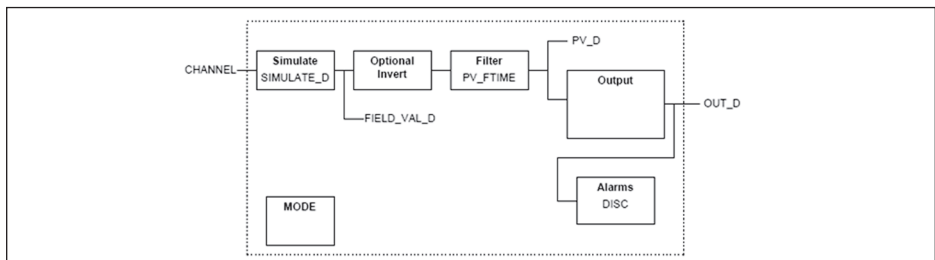 CHANNEL
Simulate
SIMULATE_D
FIELD_VAL_D
Optional
Invert
Filter
PV_FTIME
PV_D
Output
OUT_D
Alarms
DISC
MODE